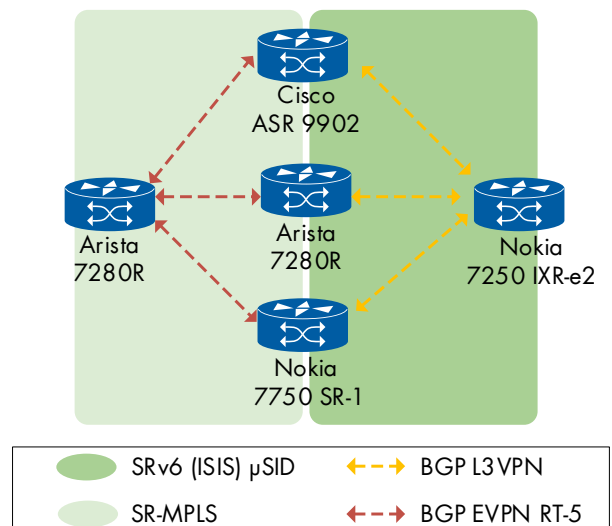 Cisco
ASR 9902
Arista
7280R
Arista
7280R
Nokia
7250 IXR-e2
Nokia
7750 SR-1
SRv6 (ISIS) µSID
BGP L3VPN
SR-MPLS
BGP EVPN RT-5